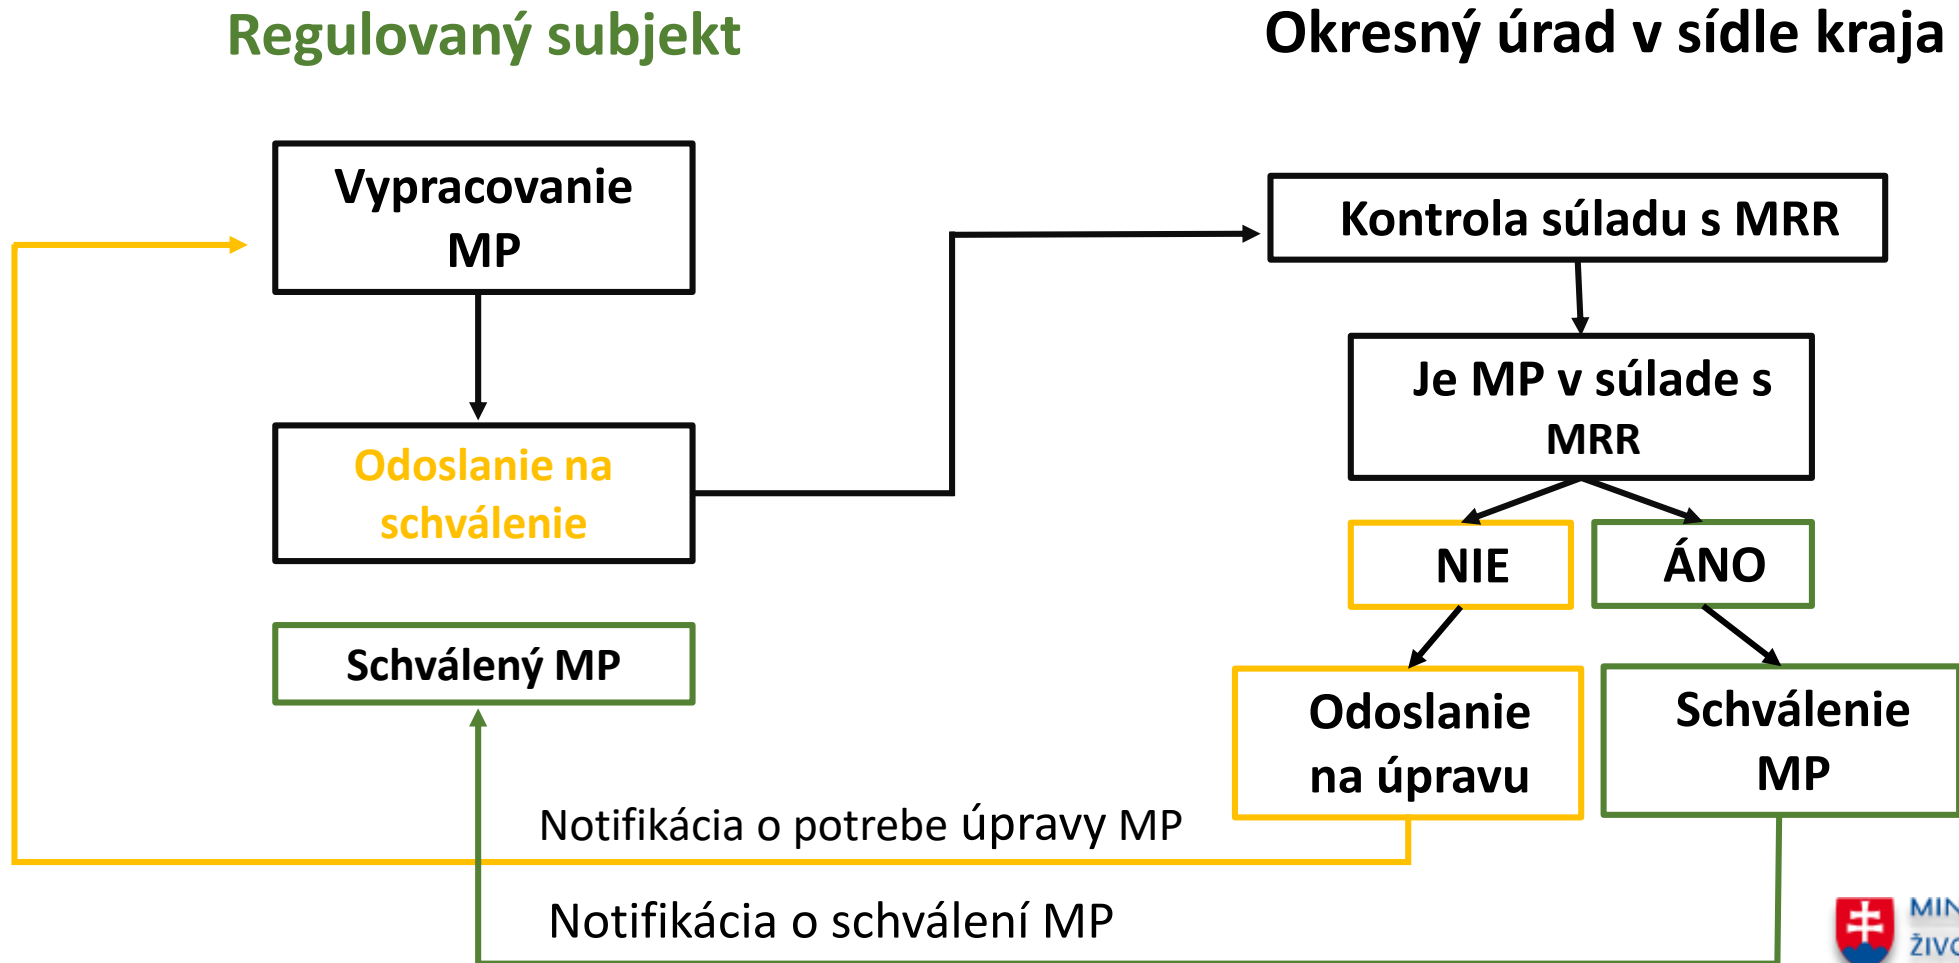 Regulovaný subjekt
Okresný úrad v sídle kraja
Vypracovanie
MP
Odoslanie na
schválenie
Schválený MP
Kontrola súladu s MRR
Je MP v súlade s
MRR
NIE
ÁNO
Odoslanie
na úpravu
Schválenie
MP
Notifikácia o potrebe úpravy MP
Notifikácia o schválení MP